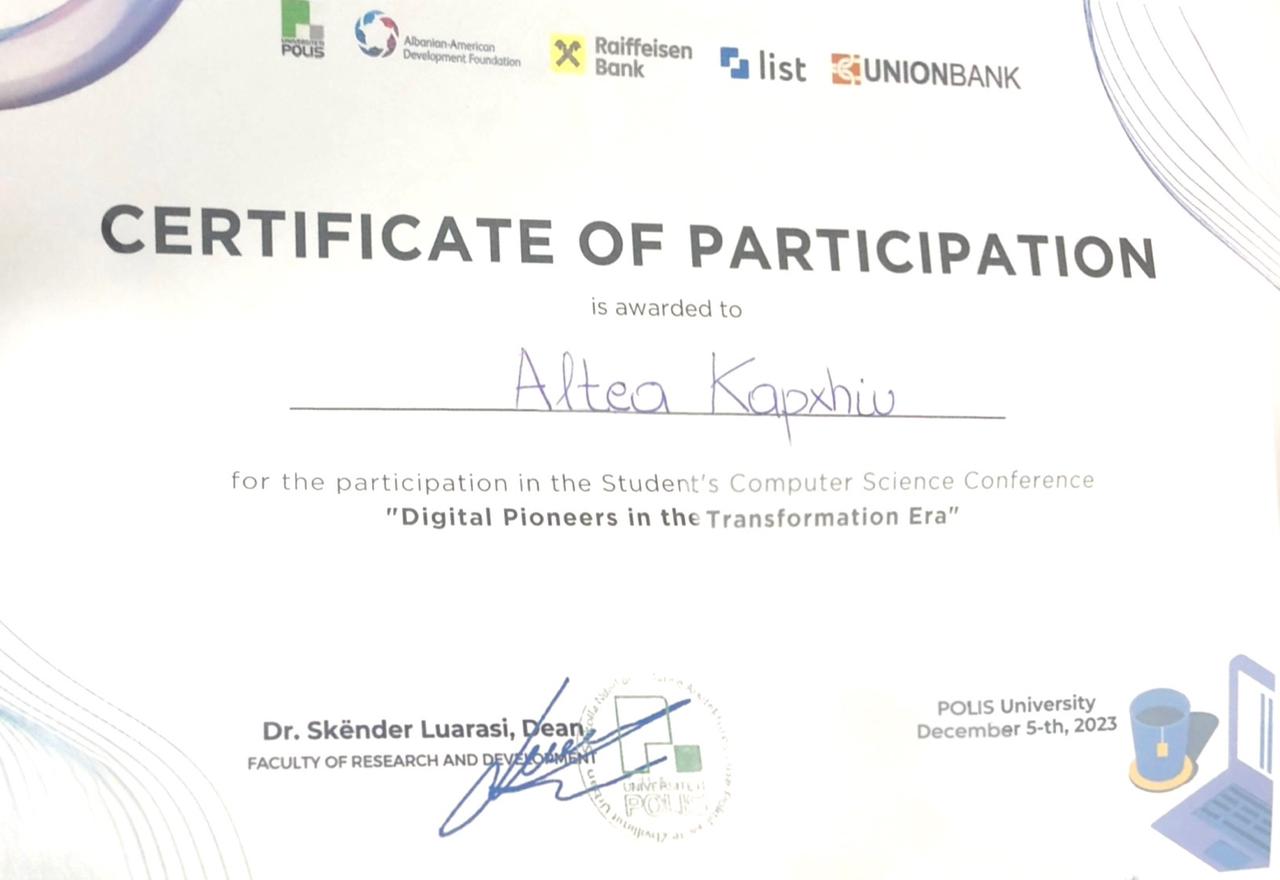 UNIVERSITETI
POLIS
Albanian-American
Development Foundation
Raiffeisen
Bank
list
UNIONBANK
CERTIFICATE OF PARTICIPATION
is awarded to
Altea Kapxhiu
for the participation in the Student's Computer Science Conference
"Digital Pioneers in the Transformation Era"
Dr. Skënder Luarasi, Dean
FACULTY OF RESEARCH AND DEVELOPMENT
UNIVERSITETI
POLIS
POLIS University
December 5-th, 2023